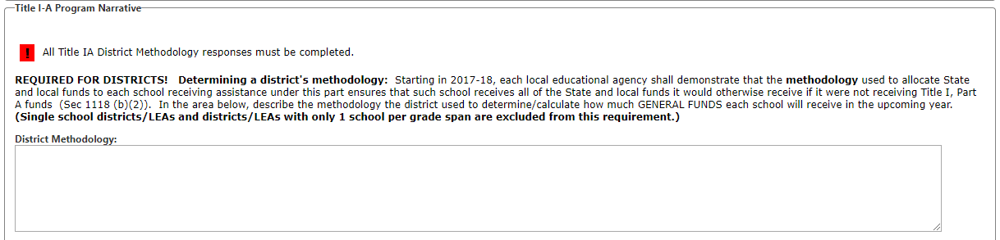 Title I-A Program Narrative
! All Title IA District Methodology responses must be completed.
REQUIRED FOR DISTRICTS! Determining a district's methodology: Starting in 2017-18, each local educational agency shall demonstrate that the methodology used to allocate State
and local funds to each school receiving assistance under this part ensures that such school receives all of the State and local funds it would otherwise receive if it were not receiving Title I, Part
A funds (Sec 1118 (b)(2)). In the area below, describe the methodology the district used to determine/calculate how much GENERAL FUNDS each school will receive in the upcoming year.
(Single school districts/LEAs and districts/LEAs with only 1 school per grade span are excluded from this requirement.)
District Methodology: